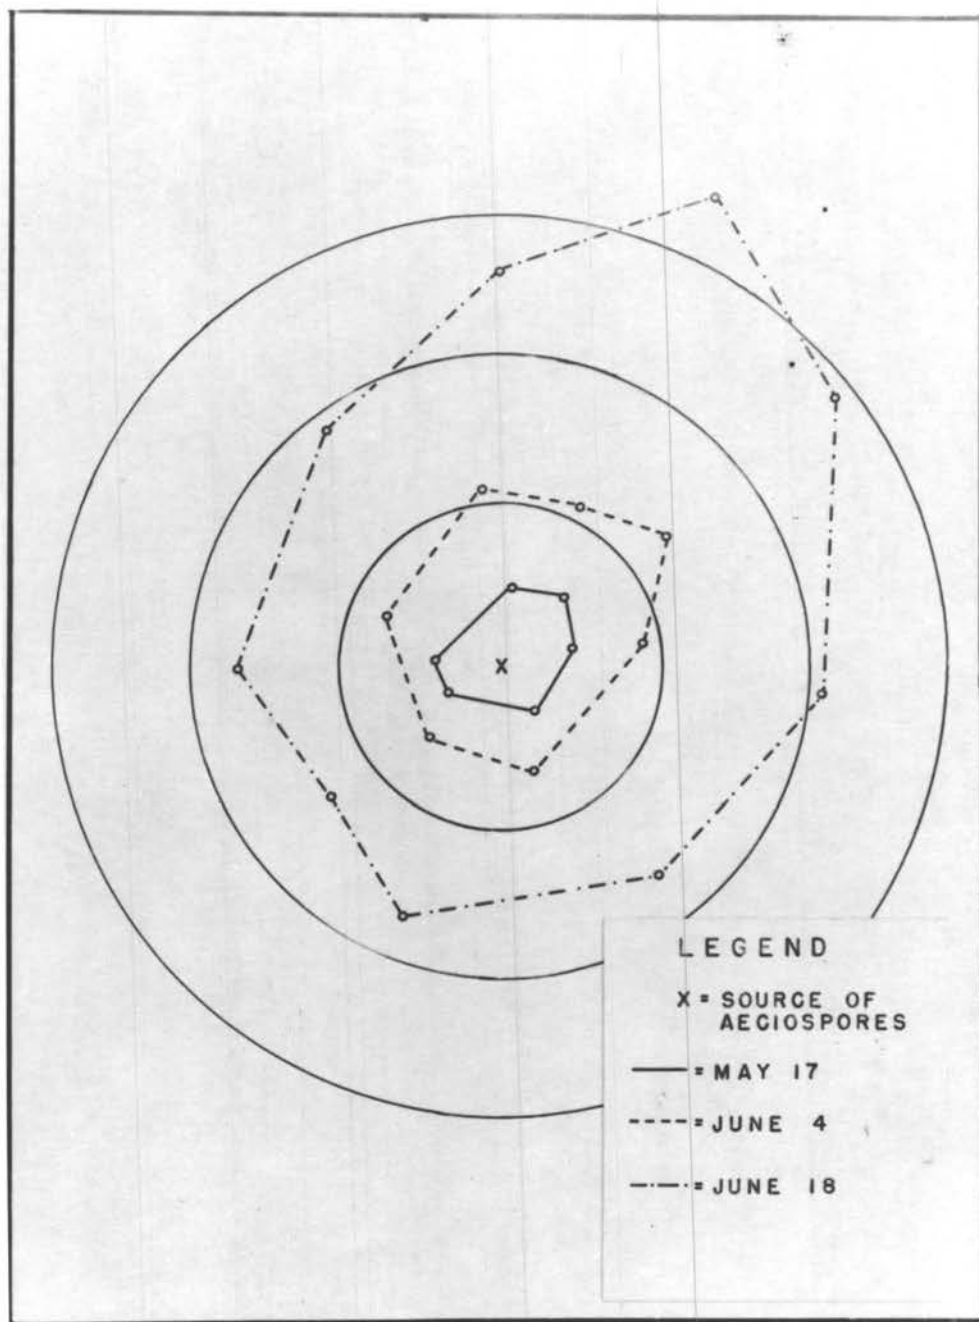 X
LEGEND
X = SOURCE OF
AECIOSPORES
= MAY 17
= JUNE 4
= JUNE 18